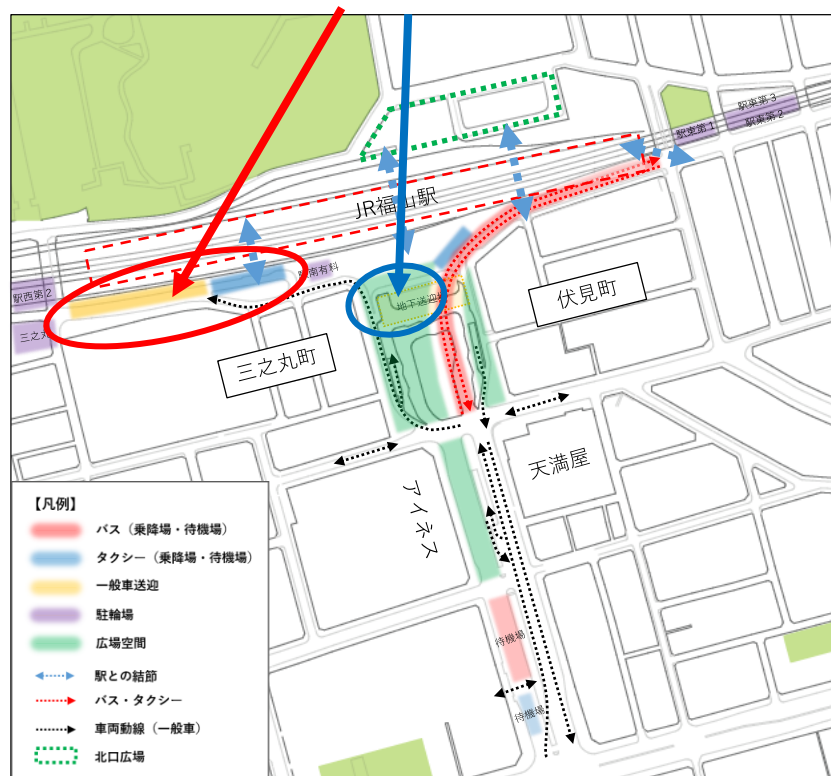 駅東第3
駅東第2
駅東第1
JR福山駅
駅南有料
駅西第2
地下送迎場
伏見町
三之丸
三之丸町
天満屋
アイネス
待機場
待機場
【凡例】
バス（乗降場・待機場）
タクシー（乗降場・待機場）
一般車送迎
駐輪場
広場空間
駅との結節
バス・タクシー
車両動線（一般車）
北口広場